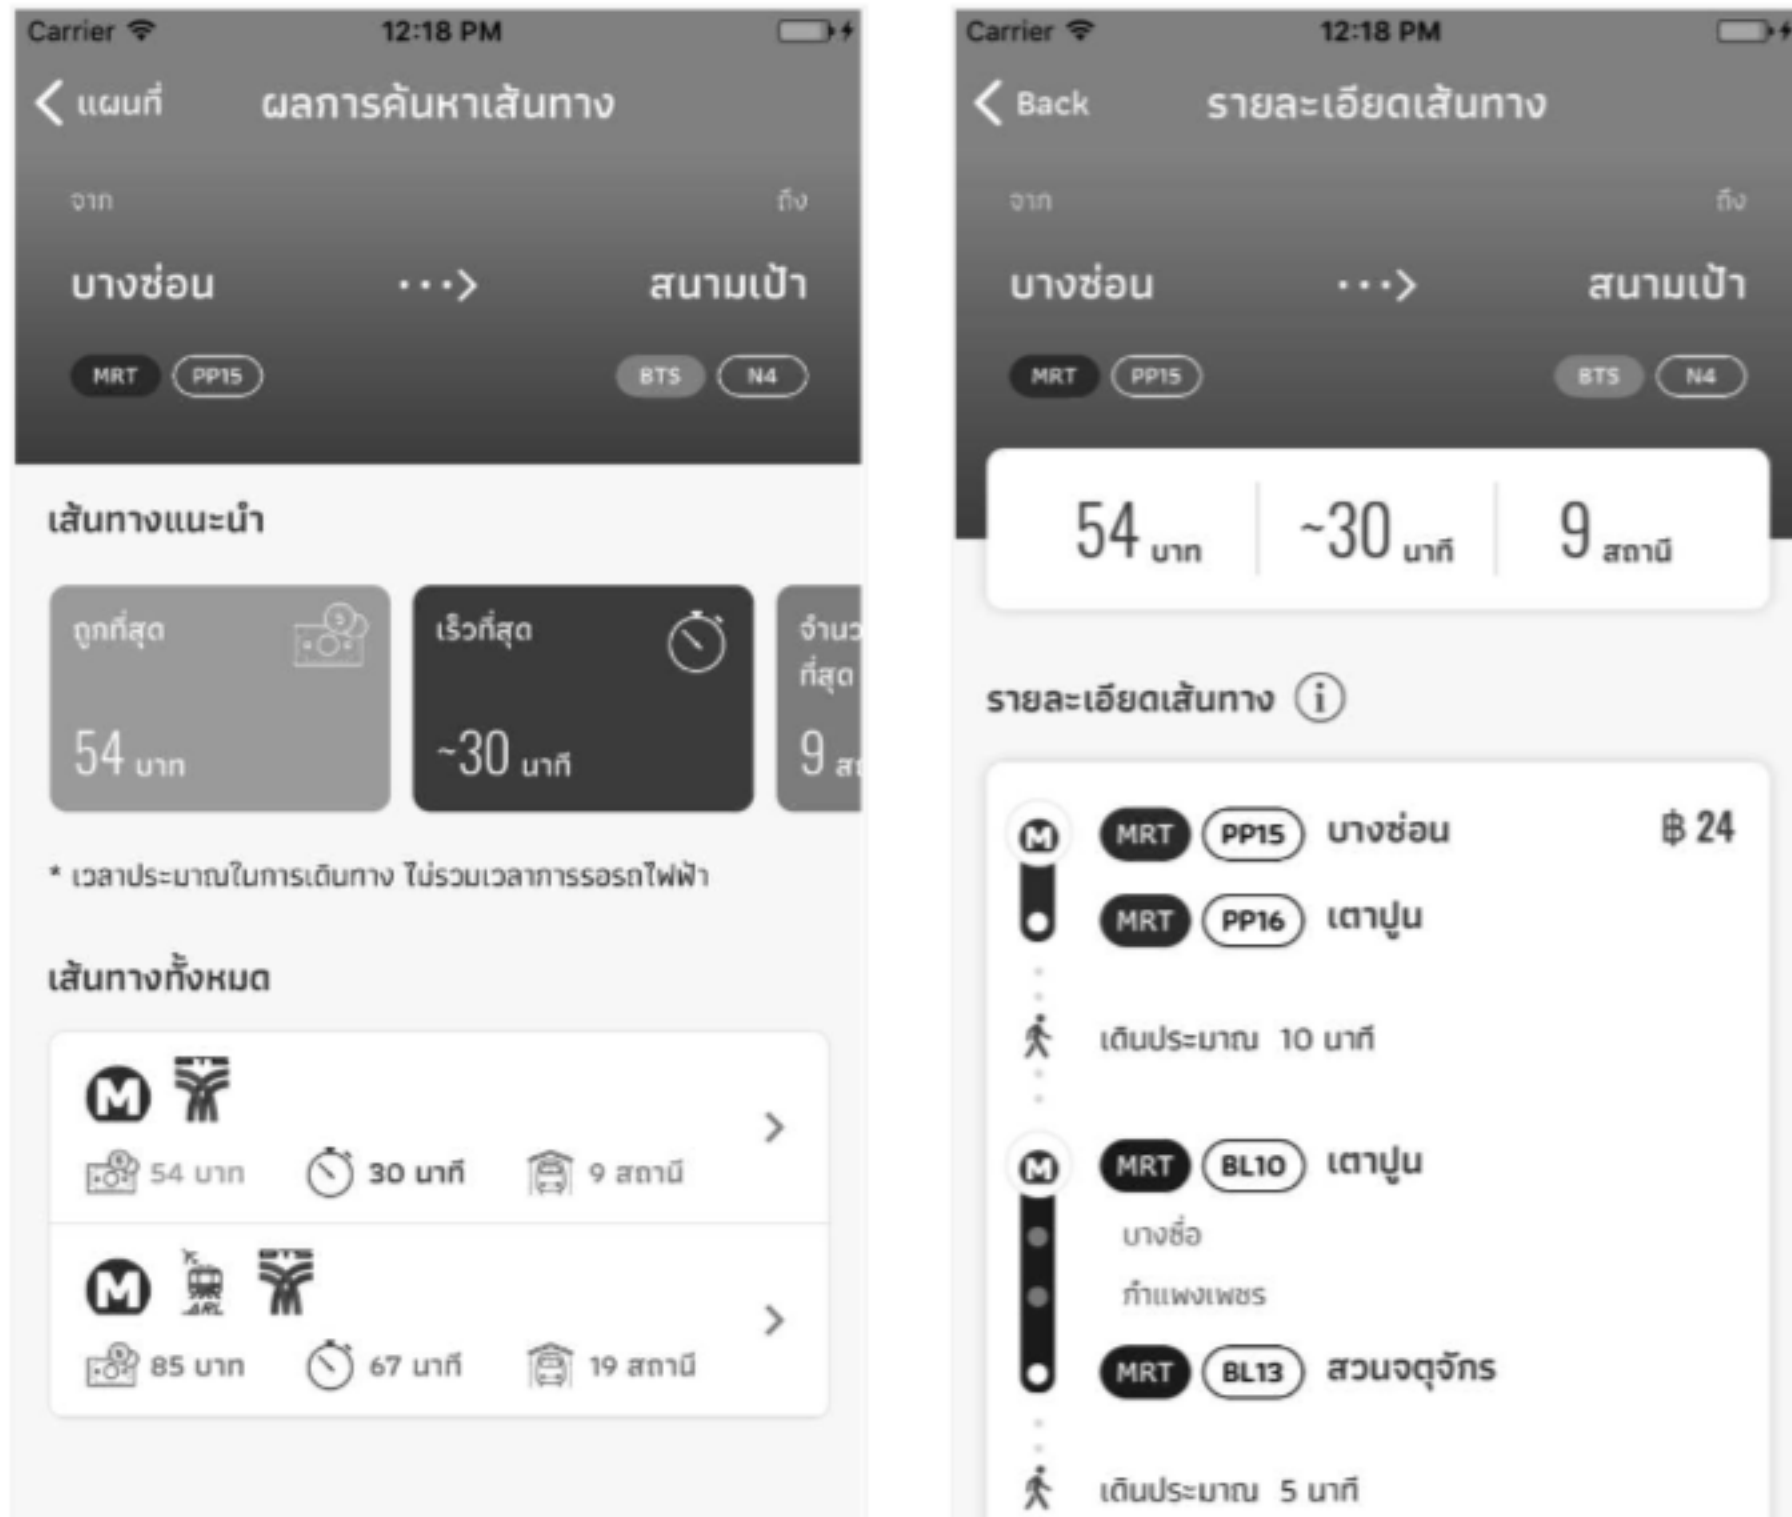 Carrier 12:18 PM
แผนที่ ผลการค้นหาเส้นทาง
จาก ถึง
บางซ่อน ···> สนามเป้า
MRT PP15 BTS N4
เส้นทางแนะนำ
ถูกที่สุด
54 บาท
เร็วที่สุด
~30 นาที
ที่สุด
9
* เวลาประมาณในการเดินทาง ไม่รวมเวลาการรอรถไฟฟ้า
เส้นทางทั้งหมด
54 บาท 30 นาที 9 สถานี
ARL
85 บาท 67 นาที 19 สถานี
Carrier 12:18 PM
Back รายละเอียดเส้นทาง
จาก ถึง
บางซ่อน ···> สนามเป้า
MRT PP15 BTS N4
54 บาท ~30 นาที 9 สถานี
รายละเอียดเส้นทาง i
MRT PP15 บางซ่อน ฿ 24
MRT PP16 เตาปูน
เดินประมาณ 10 นาที
MRT BL10 เตาปูน
บางซื่อ
กำแพงเพชร
MRT BL13 สวนจตุจักร
เดินประมาณ 5 นาที